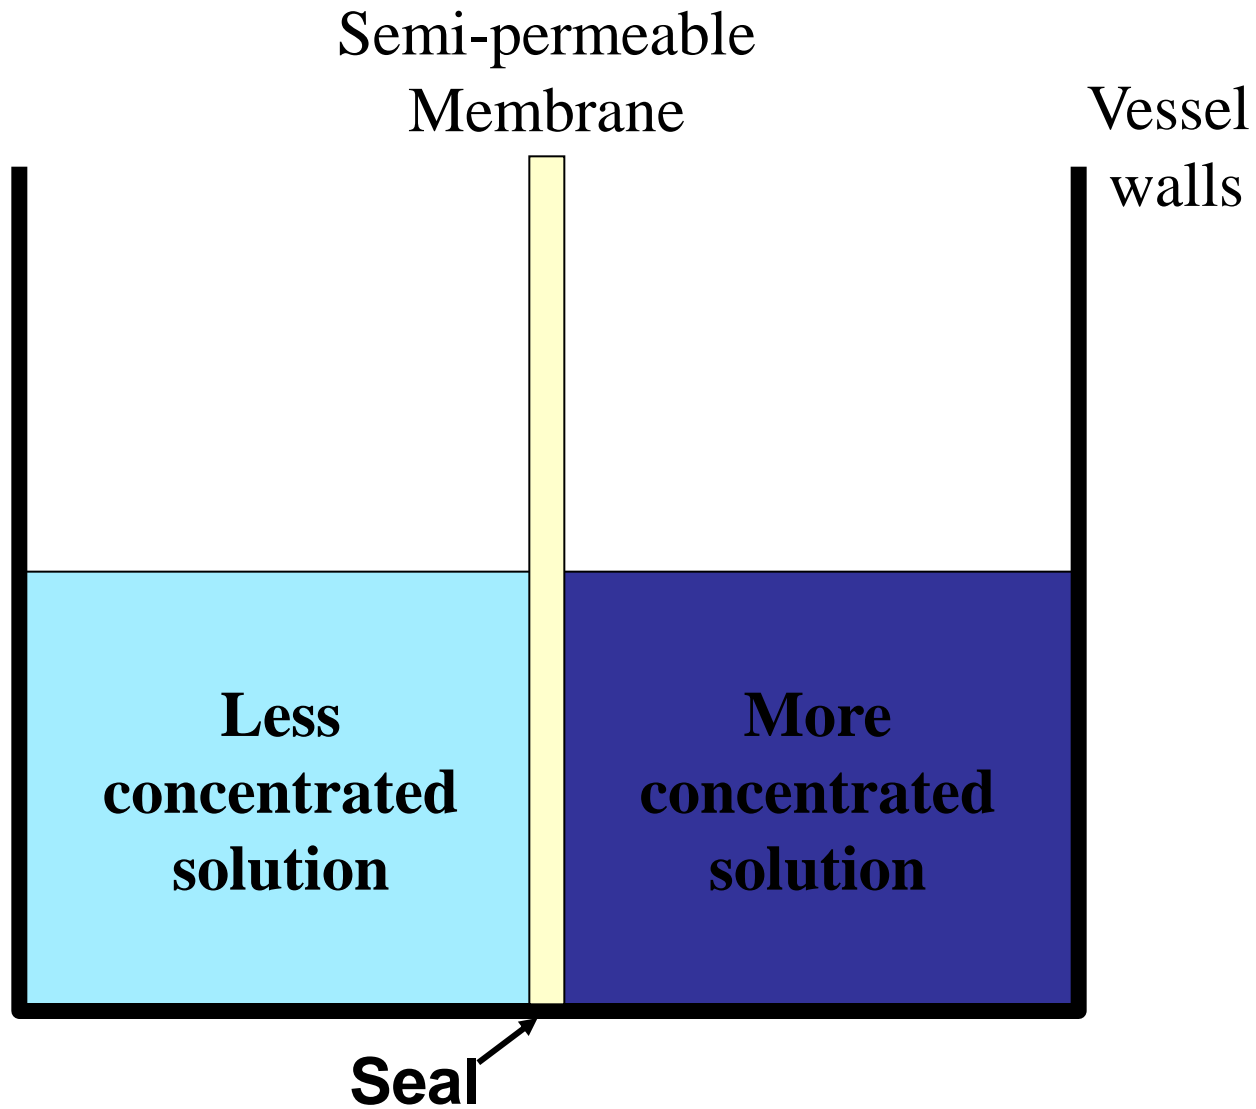 Semi-permeable
Membrane
Vessel
walls
Less
concentrated
solution
More
concentrated
solution
Seal